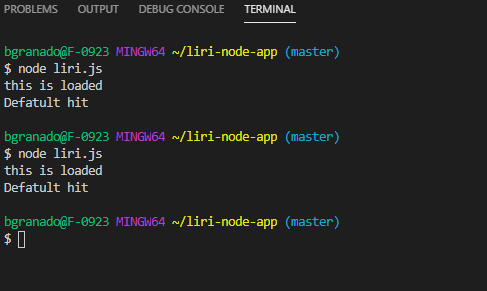 PROBLEMS OUTPUT DEBUG CONSOLE TERMINAL
bgranado@F-0923 MINGW64 ~/liri-node-app (master)
$ node liri.js
this is loaded
Defatult hit
bgranado@F-0923 MINGW64 ~/liri-node-app (master)
$ node liri.js
this is loaded
Defatult hit
bgranado@F-0923 MINGW64 ~/liri-node-app (master)
$